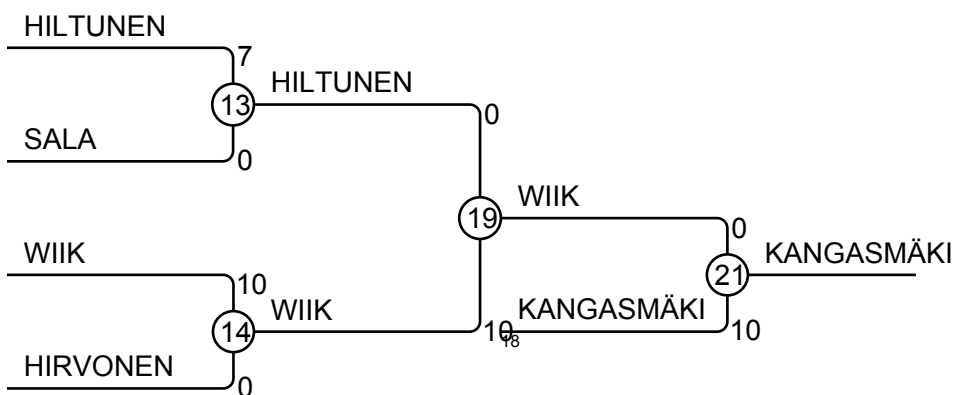 HILTUNEN
7
13 HILTUNEN
0
SALA
0
19 WIIK
0
WIIK
10
21 KANGASMÄKI
14 WIIK
10 18 KANGASMÄKI
10
HIRVONEN
0